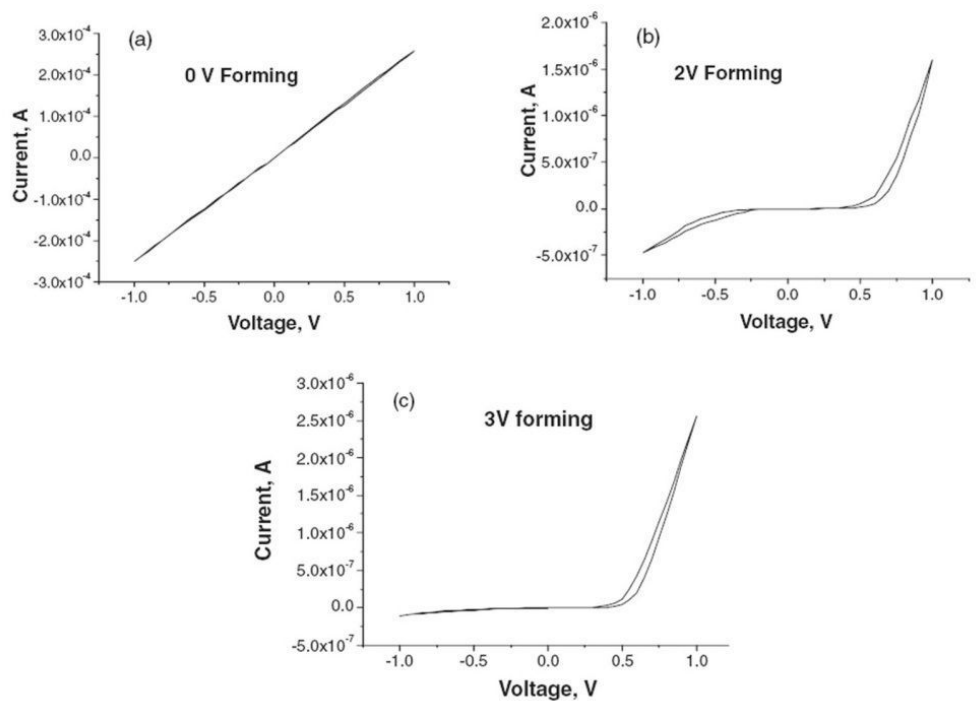 (a)
0 V Forming
Current, A
3.0x10⁻⁴
2.0x10⁻⁴
1.0x10⁻⁴
0.0
-1.0x10⁻⁴
-2.0x10⁻⁴
-3.0x10⁻⁴
-1.0 -0.5 0.0 0.5 1.0
Voltage, V
(b)
2V Forming
Current, A
2.0x10⁻⁶
1.5x10⁻⁶
1.0x10⁻⁶
5.0x10⁻⁷
0.0
-5.0x10⁻⁷
-1.0 -0.5 0.0 0.5 1.0
Voltage, V
(c)
3V forming
Current, A
3.0x10⁻⁶
2.5x10⁻⁶
2.0x10⁻⁶
1.5x10⁻⁶
1.0x10⁻⁶
5.0x10⁻⁷
0.0
-5.0x10⁻⁷
-1.0 -0.5 0.0 0.5 1.0
Voltage, V